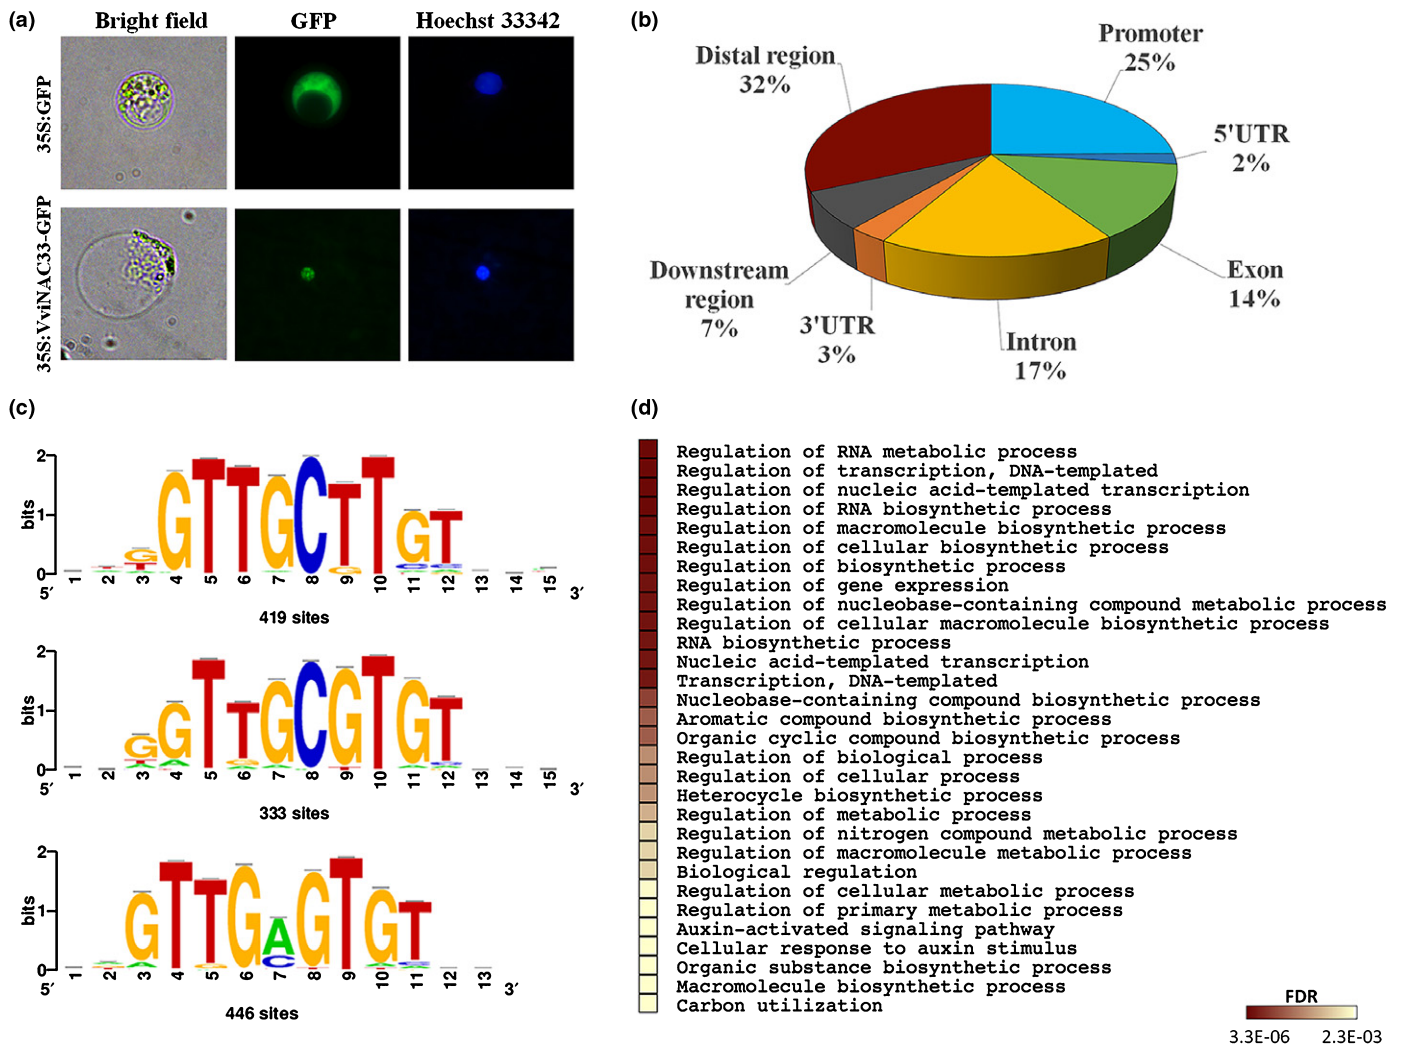 (a)
Bright field
GFP
Hoechst 33342
35S:GFP
35S:VviNAC33-GFP
(b)
Promoter
25%
5'UTR
2%
Exon
14%
Intron
17%
3'UTR
3%
Downstream
region
7%
Distal region
32%
(c)
2
1
0
bits
GTTGCTTGT
1 2 3 4 5 6 7 8 9 10 11 12 13 14 15
5′ 3′
419 sites
2
1
0
bits
GGTTGCGTGT
1 2 3 4 5 6 7 8 9 10 11 12 13 14 15
5′ 3′
333 sites
2
1
0
bits
GTTGAGTGT
1 2 3 4 5 6 7 8 9 10 11 12 13
5′ 3′
446 sites
(d)
Regulation of RNA metabolic process
Regulation of transcription, DNA-templated
Regulation of nucleic acid-templated transcription
Regulation of RNA biosynthetic process
Regulation of macromolecule biosynthetic process
Regulation of cellular biosynthetic process
Regulation of biosynthetic process
Regulation of gene expression
Regulation of nucleobase-containing compound metabolic process
Regulation of cellular macromolecule biosynthetic process
RNA biosynthetic process
Nucleic acid-templated transcription
Transcription, DNA-templated
Nucleobase-containing compound biosynthetic process
Aromatic compound biosynthetic process
Organic cyclic compound biosynthetic process
Regulation of biological process
Regulation of cellular process
Heterocycle biosynthetic process
Regulation of metabolic process
Regulation of nitrogen compound metabolic process
Regulation of macromolecule metabolic process
Biological regulation
Regulation of cellular metabolic process
Regulation of primary metabolic process
Auxin-activated signaling pathway
Cellular response to auxin stimulus
Organic substance biosynthetic process
Macromolecule biosynthetic process
Carbon utilization
FDR
3.3E-06 2.3E-03